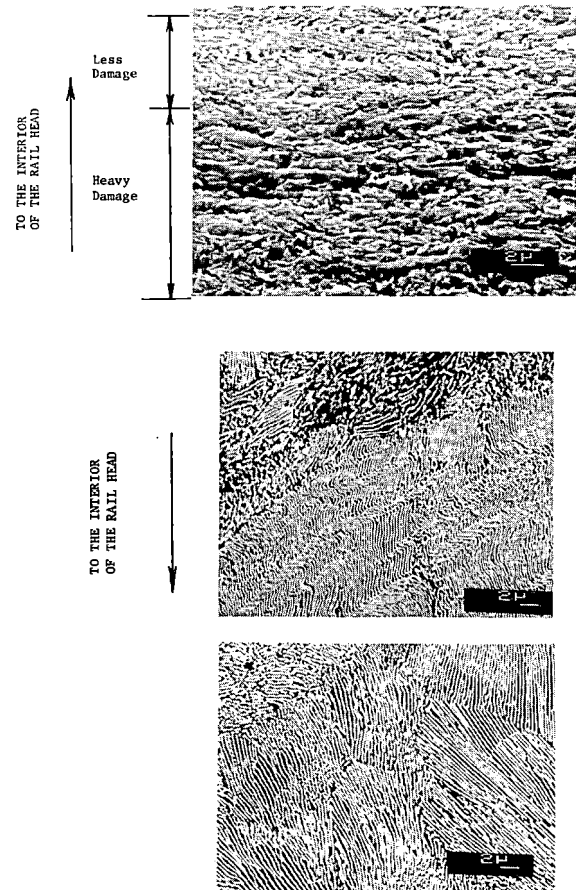 Less
Damage
Heavy
Damage
TO THE INTERIOR
OF THE RAIL HEAD
2μ
TO THE INTERIOR
OF THE RAIL HEAD
2μ
2μ